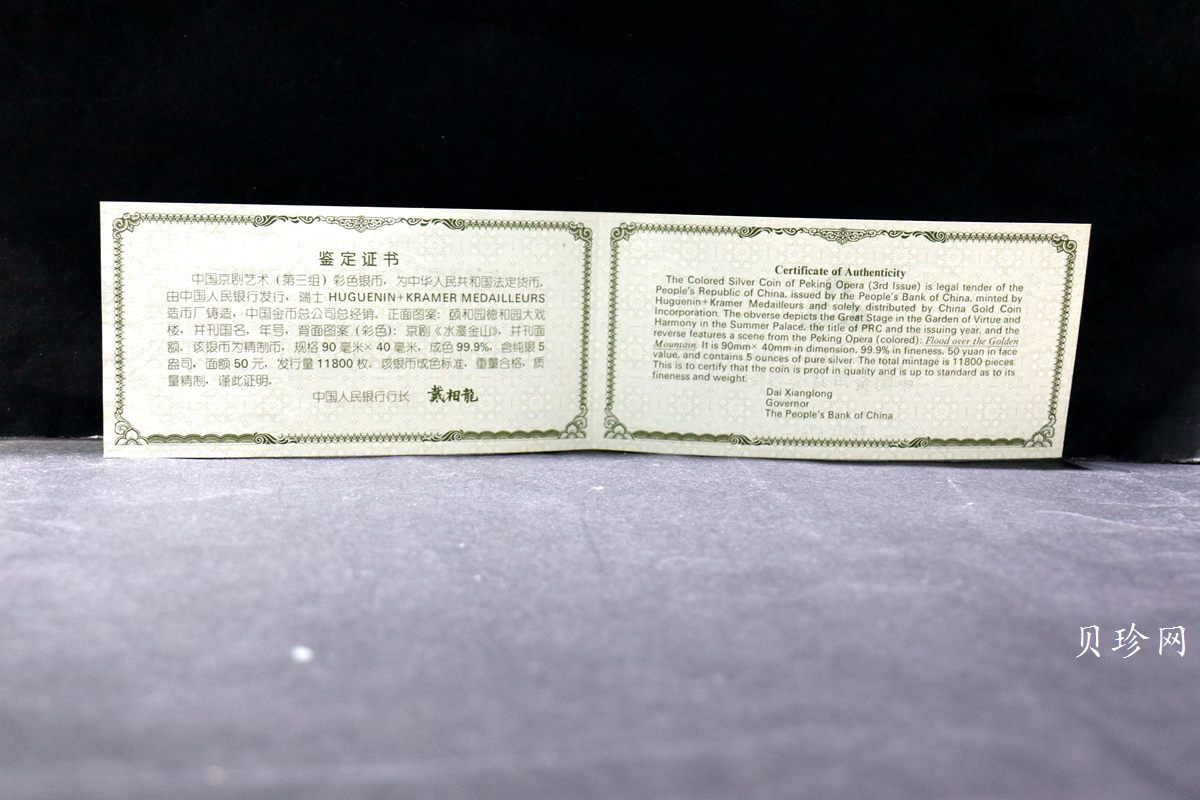 鉴定证书
中国京剧艺术（第三组）彩色银币，为中华人民共和国法定货币，
由中国人民银行发行，瑞士 HUGUENIN+KRAMER MEDAILLEURS
造币厂铸造，中国金币总公司总经销。正面图案：颐和园德和园大戏
楼，并刊国名、年号，背面图案（彩色）：京剧《水漫金山》，并刊面
额。该银币为精制币，规格 90 毫米×40 毫米，成色 99.9%，含纯银 5
盎司，面额 50 元，发行量 11800 枚。该银币成色标准，重量合格，质
量精制，谨此证明。
中国人民银行行长 戴相龍
Certificate of Authenticity
The Colored Silver Coin of Peking Opera (3rd Issue) is legal tender of the
People's Republic of China, issued by the People's Bank of China, minted by
Huguenin+Kramer Medailleurs and solely distributed by China Gold Coin
Incorporation. The obverse depicts the Great Stage in the Garden of Virtue and
Harmony in the Summer Palace, the title of PRC and the issuing year, and the
reverse features a scene from the Peking Opera (colored): Flood over the Golden
Mountain. It is 90mm× 40mm in dimension, 99.9% in fineness, 50 yuan in face
value, and contains 5 ounces of pure silver. The total mintage is 11800 pieces.
This is to certify that the coin is proof in quality and is up to standard as to its
fineness and weight.
Dai Xianglong
Governor
The People's Bank of China
贝珍网